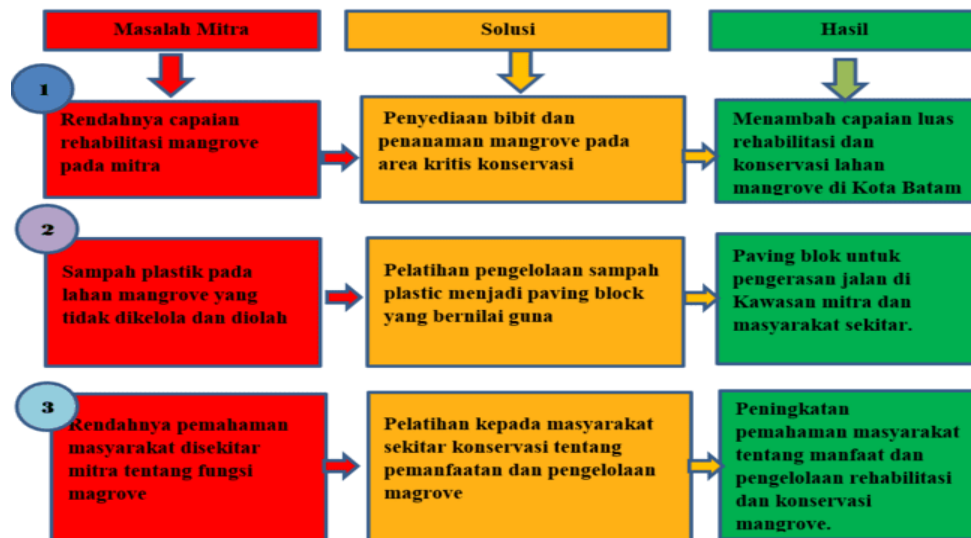 Masalah Mitra
Solusi
Hasil
1
Rendahnya capaian
rehabilitasi mangrove
pada mitra
Penyediaan bibit dan
penanaman mangrove pada
area kritis konservasi
Menambah capaian luas
rehabilitasi dan
konservasi lahan
mangrove di Kota Batam
2
Sampah plastik pada
lahan mangrove yang
tidak dikelola dan diolah
Pelatihan pengelolaan sampah
plastic menjadi paving block
yang bernilai guna
Paving blok untuk
pengerasan jalan di
Kawasan mitra dan
masyarakat sekitar.
3
Rendahnya pemahaman
masyarakat disekitar
mitra tentang fungsi
magrove
Pelatihan kepada masyarakat
sekitar konservasi tentang
pemanfaatan dan pengelolaan
magrove
Peningkatan
pemahaman masyarakat
tentang manfaat dan
pengelolaan rehabilitasi
dan konservasi
mangrove.